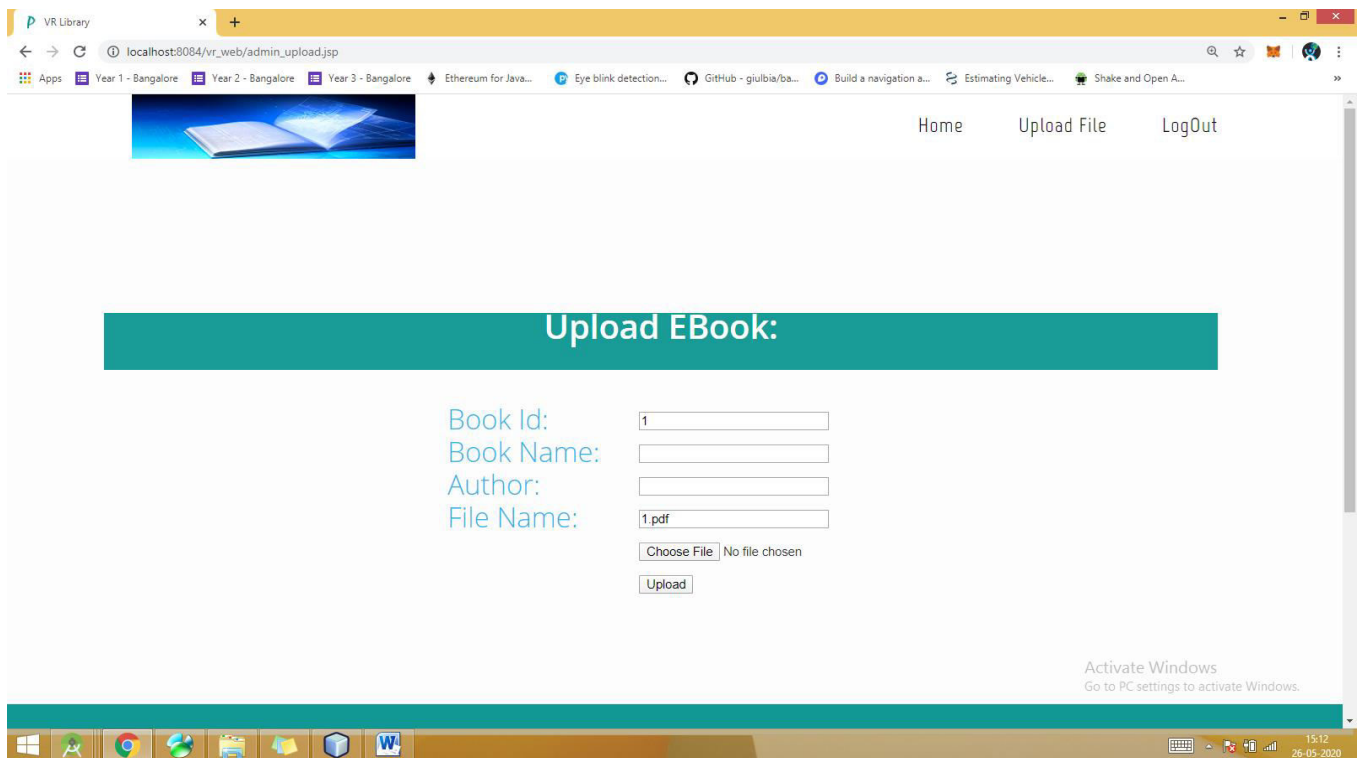 VR Library
localhost:8084/vr_web/admin_upload.jsp
Apps Year 1 - Bangalore Year 2 - Bangalore Year 3 - Bangalore Ethereum for Java... Eye blink detection... GitHub - giulbia/ba... Build a navigation a... Estimating Vehicle... Shake and Open A... »
Home Upload File LogOut
Upload EBook:
Book Id: 1
Book Name:
Author:
File Name: 1.pdf
Choose File No file chosen
Upload
Activate Windows
Go to PC settings to activate Windows.
15:12
26-05-2020